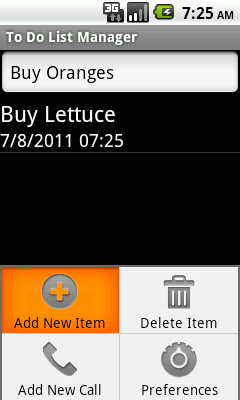 3G
7:25 AM
To Do List Manager
Buy Oranges
Buy Lettuce
7/8/2011 07:25
Add New Item
Delete Item
Add New Call
Preferences